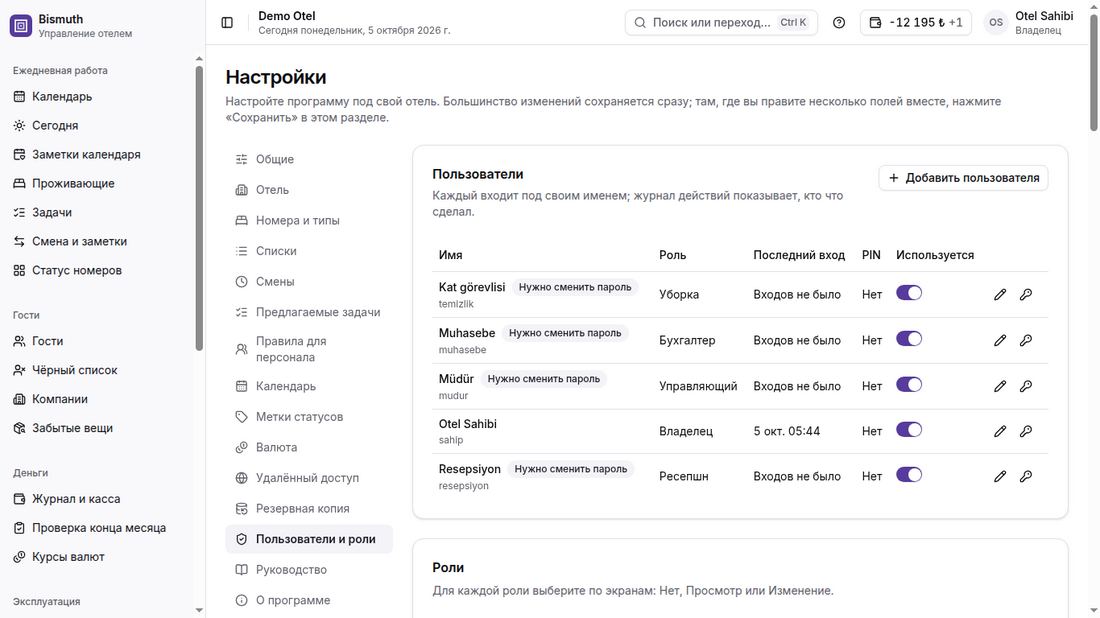 Bismuth
Управление отелем
Ежедневная работа
Календарь
Сегодня
Заметки календаря
Проживающие
Задачи
Смена и заметки
Статус номеров
Гости
Гости
Чёрный список
Компании
Забытые вещи
Деньги
Журнал и касса
Проверка конца месяца
Курсы валют
Эксплуатация
Demo Otel
Сегодня понедельник, 5 октября 2026 г.
Поиск или переход... Ctrl K
-12 195 ₺ +1
OS
Otel Sahibi
Владелец
Настройки
Настройте программу под свой отель. Большинство изменений сохраняется сразу; там, где вы правите несколько полей вместе, нажмите
«Сохранить» в этом разделе.
Общие
Отель
Номера и типы
Списки
Смены
Предлагаемые задачи
Правила для
персонала
Календарь
Метки статусов
Валюта
Удалённый доступ
Резервная копия
Пользователи и роли
Руководство
О программе
Пользователи
Каждый входит под своим именем; журнал действий показывает, кто что
сделал.
Добавить пользователя
Имя Роль Последний вход PIN Используется
Kat görevlisi Нужно сменить пароль Уборка Входов не было Нет
temizlik
Muhasebe Нужно сменить пароль Бухгалтер Входов не было Нет
muhasebe
Müdür Нужно сменить пароль Управляющий Входов не было Нет
mudur
Otel Sahibi Владелец 5 окт. 05:44 Нет
sahip
Resepsiyon Нужно сменить пароль Ресепшн Входов не было Нет
resepsiyon
Роли
Для каждой роли выберите по экранам: Нет, Просмотр или Изменение.